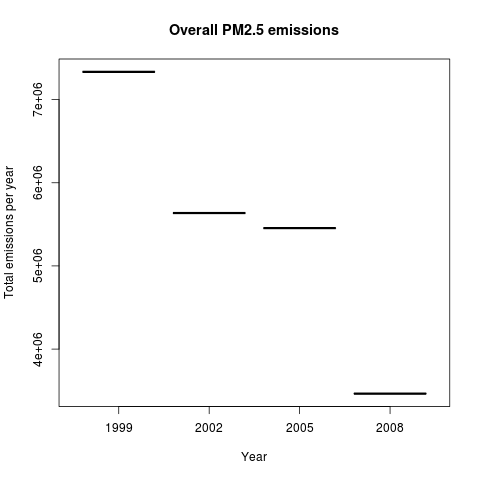 Overall PM2.5 emissions
Total emissions per year
7e+06
6e+06
5e+06
4e+06
1999 2002 2005 2008
Year